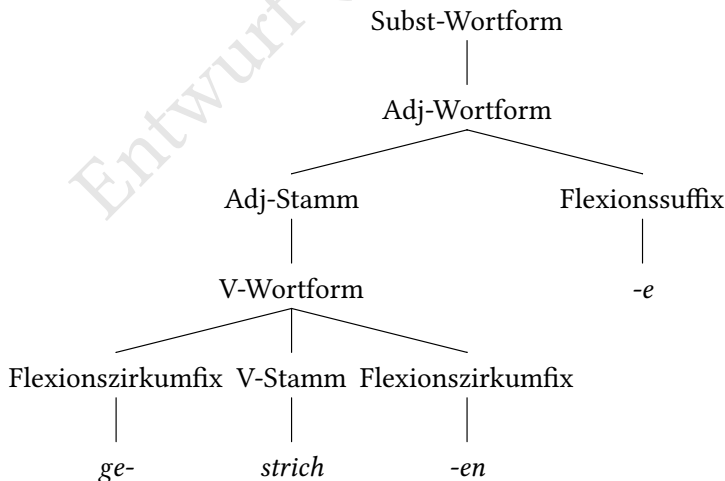 Entwurf
Subst-Wortform
Adj-Wortform
Adj-Stamm Flexionssuffix
V-Wortform -e
Flexionszirkumfix V-Stamm Flexionszirkumfix
ge- strich -en